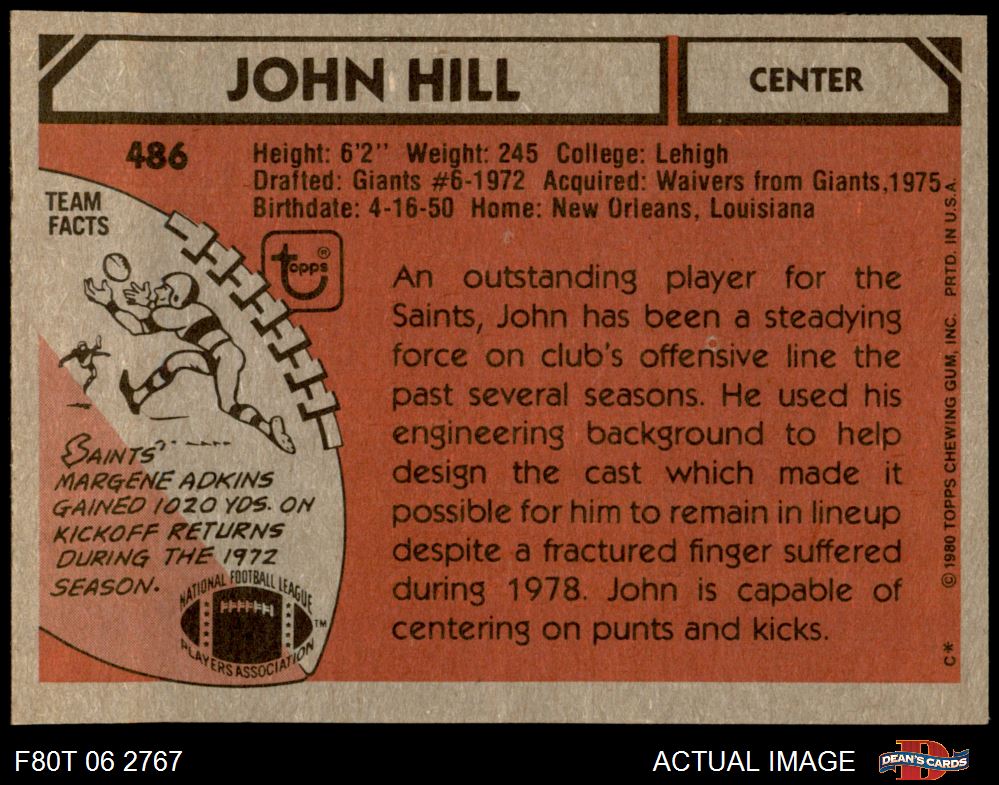 JOHN HILL
CENTER
486
Height: 6'2" Weight: 245 College: Lehigh
Drafted: Giants #6-1972 Acquired: Waivers from Giants,1975.
Birthdate: 4-16-50 Home: New Orleans, Louisiana
TEAM
FACTS
topps®
An outstanding player for the
Saints, John has been a steadying
force on club's offensive line the
past several seasons. He used his
engineering background to help
design the cast which made it
possible for him to remain in lineup
despite a fractured finger suffered
during 1978. John is capable of
centering on punts and kicks.
SAINTS'
MARGENE ADKINS
GAINED 1020 YDS. ON
KICKOFF RETURNS
DURING THE 1972
SEASON.
NATIONAL FOOTBALL LEAGUE
PLAYERS ASSOCIATION
TM
C* © 1980 TOPPS CHEWING GUM, INC. PRTD. IN U.S.A.
F80T 06 2767
ACTUAL IMAGE
DEAN'S CARDS